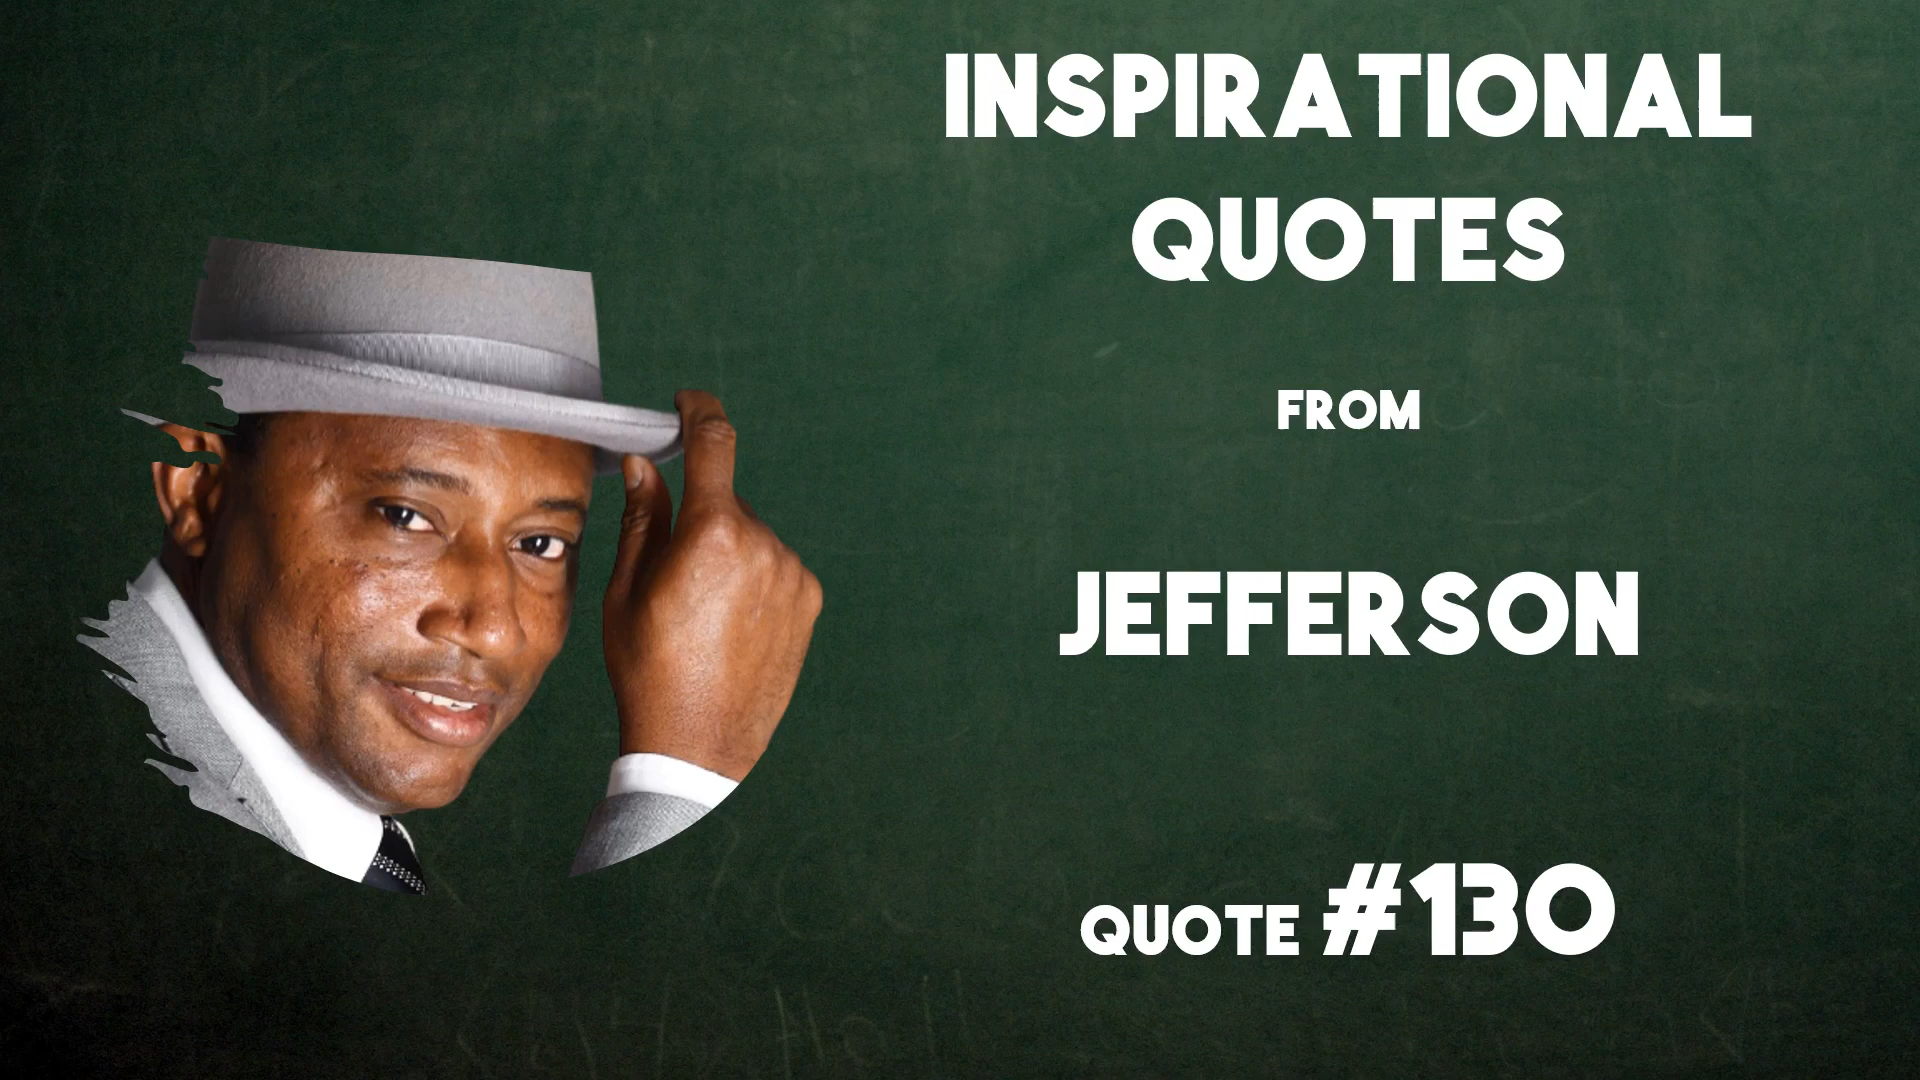 INSPIRATIONAL
QUOTES
FROM
JEFFERSON
QUOTE #130